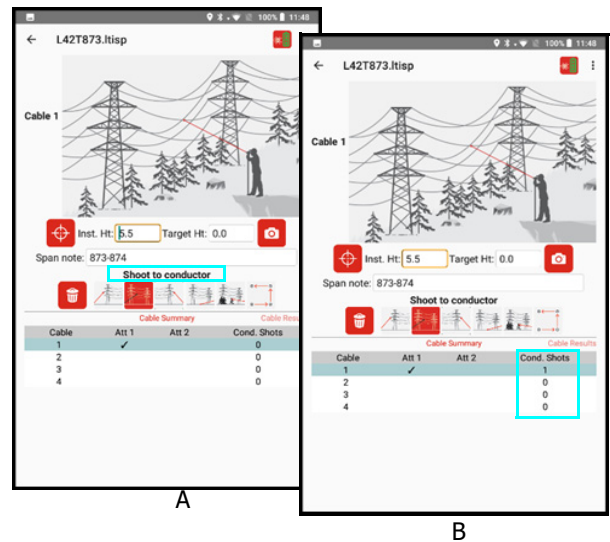 100% 11:48
L42T873.ltisp
Cable 1
Inst. Ht: 5.5 Target Ht: 0.0
Span note: 873-874
Shoot to conductor
Cable Summary Cable Resu
Cable Att 1 Att 2 Cond. Shots
1 ✓ 0
2 0
3 0
4 0
A
100% 11:48
L42T873.ltisp
Cable 1
Inst. Ht: 5.5 Target Ht: 0.0
Span note: 873-874
Shoot to conductor
Cable Summary Cable Results
Cable Att 1 Att 2 Cond. Shots
1 ✓ 1
2 0
3 0
4 0
B